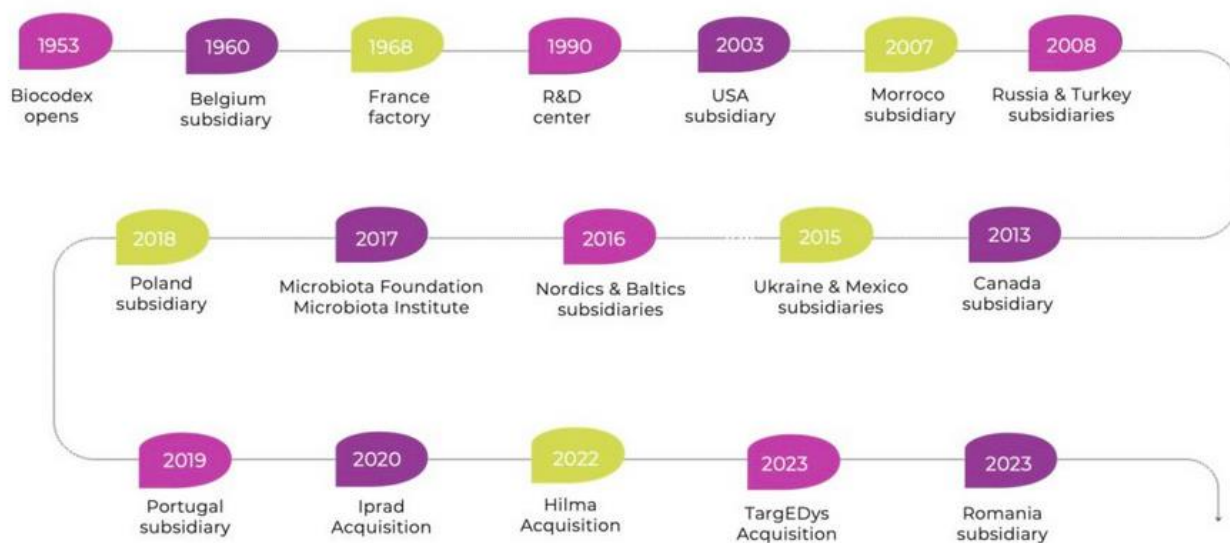 1953
1960
1968
1990
2003
2007
2008
Biocodex
opens
Belgium
subsidiary
France
factory
R&D
center
USA
subsidiary
Morroco
subsidiary
Russia & Turkey
subsidiaries
2013
2015
2016
2017
2018
Canada
subsidiary
Ukraine & Mexico
subsidiaries
Nordics & Baltics
subsidiaries
Microbiota Foundation
Microbiota Institute
Poland
subsidiary
2019
2020
2022
2023
2023
Portugal
subsidiary
Iprad
Acquisition
Hilma
Acquisition
TargEDys
Acquisition
Romania
subsidiary